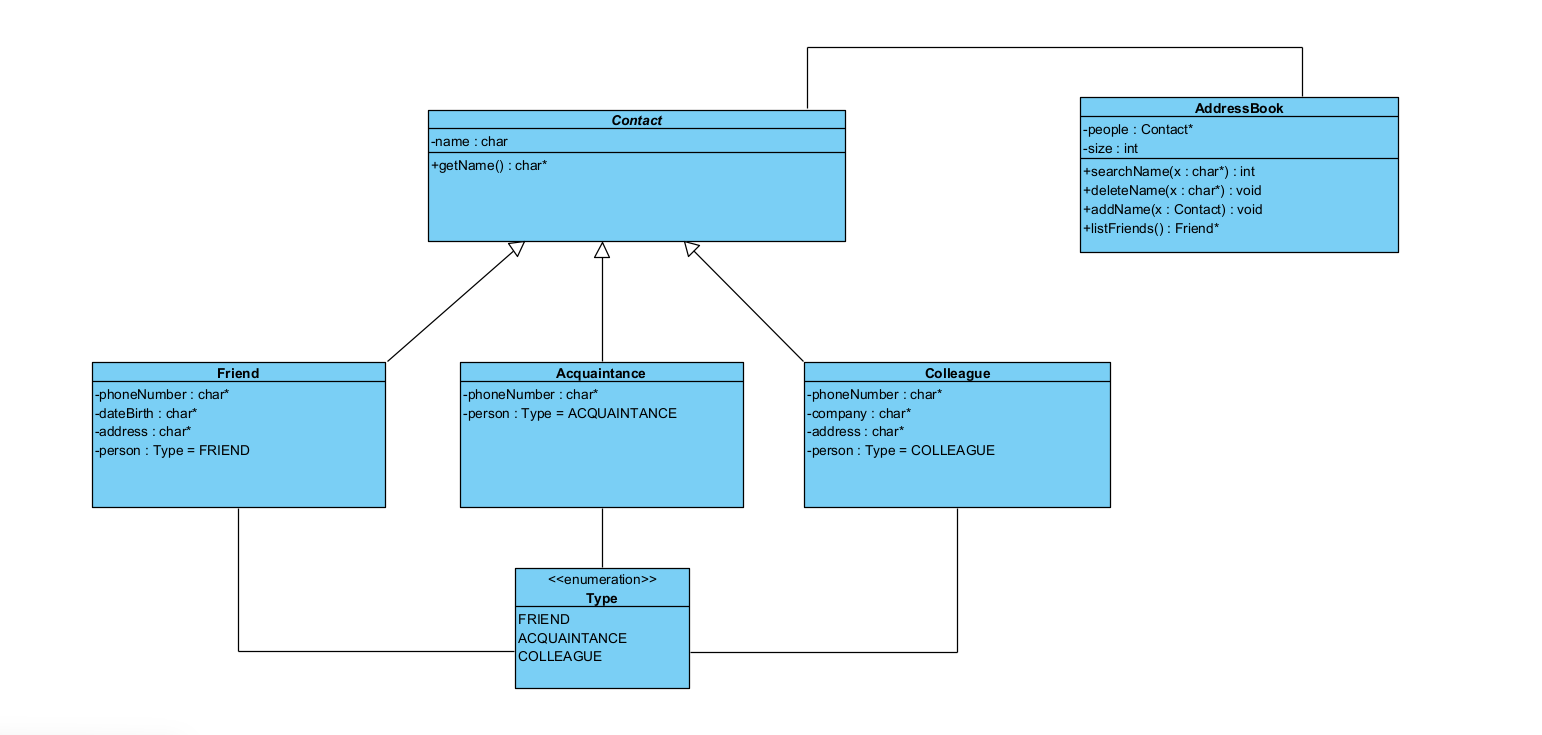 Contact
-name : char
+getName() : char*
AddressBook
-people : Contact*
-size : int
+searchName(x : char*) : int
+deleteName(x : char*) : void
+addName(x : Contact) : void
+listFriends() : Friend*
Friend
-phoneNumber : char*
-dateBirth : char*
-address : char*
-person : Type = FRIEND
Acquaintance
-phoneNumber : char*
-person : Type = ACQUAINTANCE
Colleague
-phoneNumber : char*
-company : char*
-address : char*
-person : Type = COLLEAGUE
<<enumeration>>
Type
FRIEND
ACQUAINTANCE
COLLEAGUE